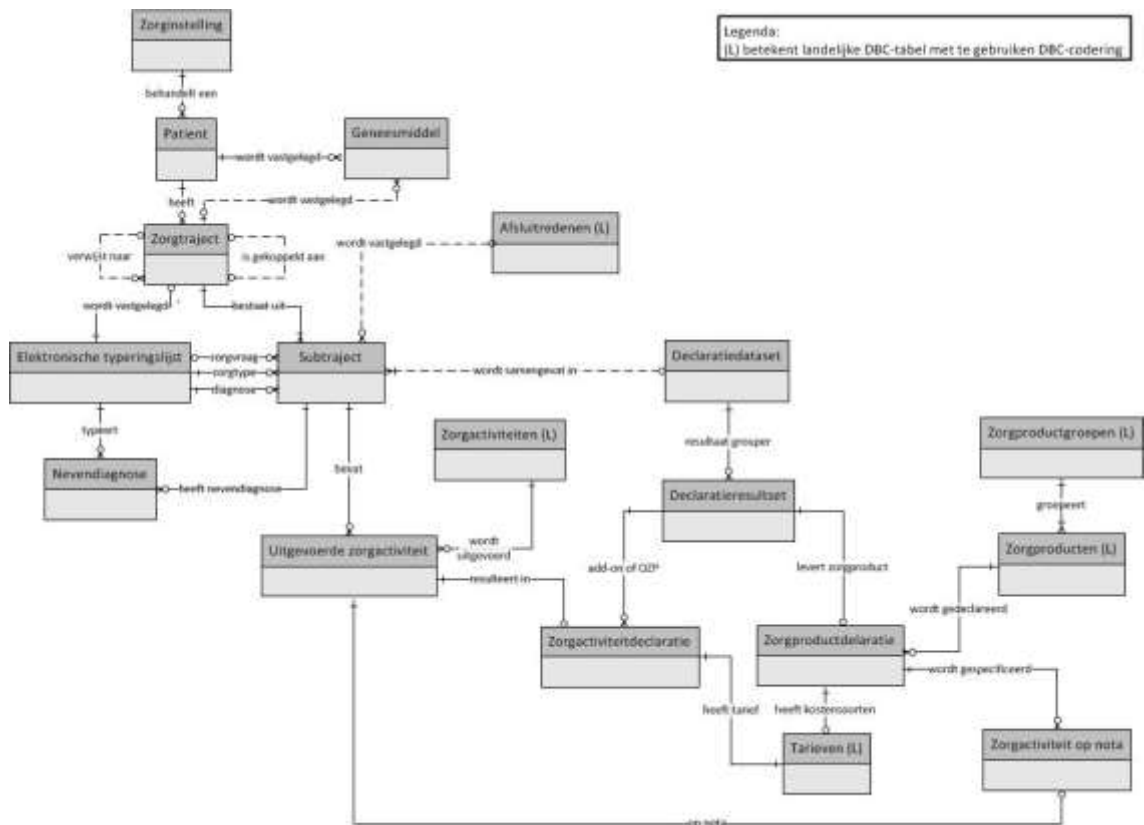 Zorginstelling
Legenda:
(L) betekent landelijke DBC-tabel met te gebruiken DBC-codering
behandelt een
Patient
Geneesmiddel
wordt vastgelegd
heeft
wordt vastgelegd
Zorgtraject
Afsluitredenen (L)
verwijst naar
is gekoppeld aan
wordt vastgelegd
wordt vastgelegd
bestaat uit
Elektronische typeringslijst
zorgvraag
zorgtype
diagnose
Subtraject
Declaratiedataset
wordt samengevat in
typeert
Zorgactiviteiten (L)
Zorgproductgroepen (L)
resultaat grouper
Nevendiagnose
heeft nevendiagnose
bevat
Declaratieresultset
groepeert
Uitgevoerde zorgactiviteit
wordt
uitgevoerd
Zorgproducten (L)
resulteert in
add-on of OZP
levert zorgproduct
wordt gedeclareerd
Zorgactiviteitdeclaratie
Zorgproductdelaratie
wordt gespecificeerd
heeft tarief
heeft kostensoorten
Tarieven (L)
Zorgactiviteit op nota
op nota